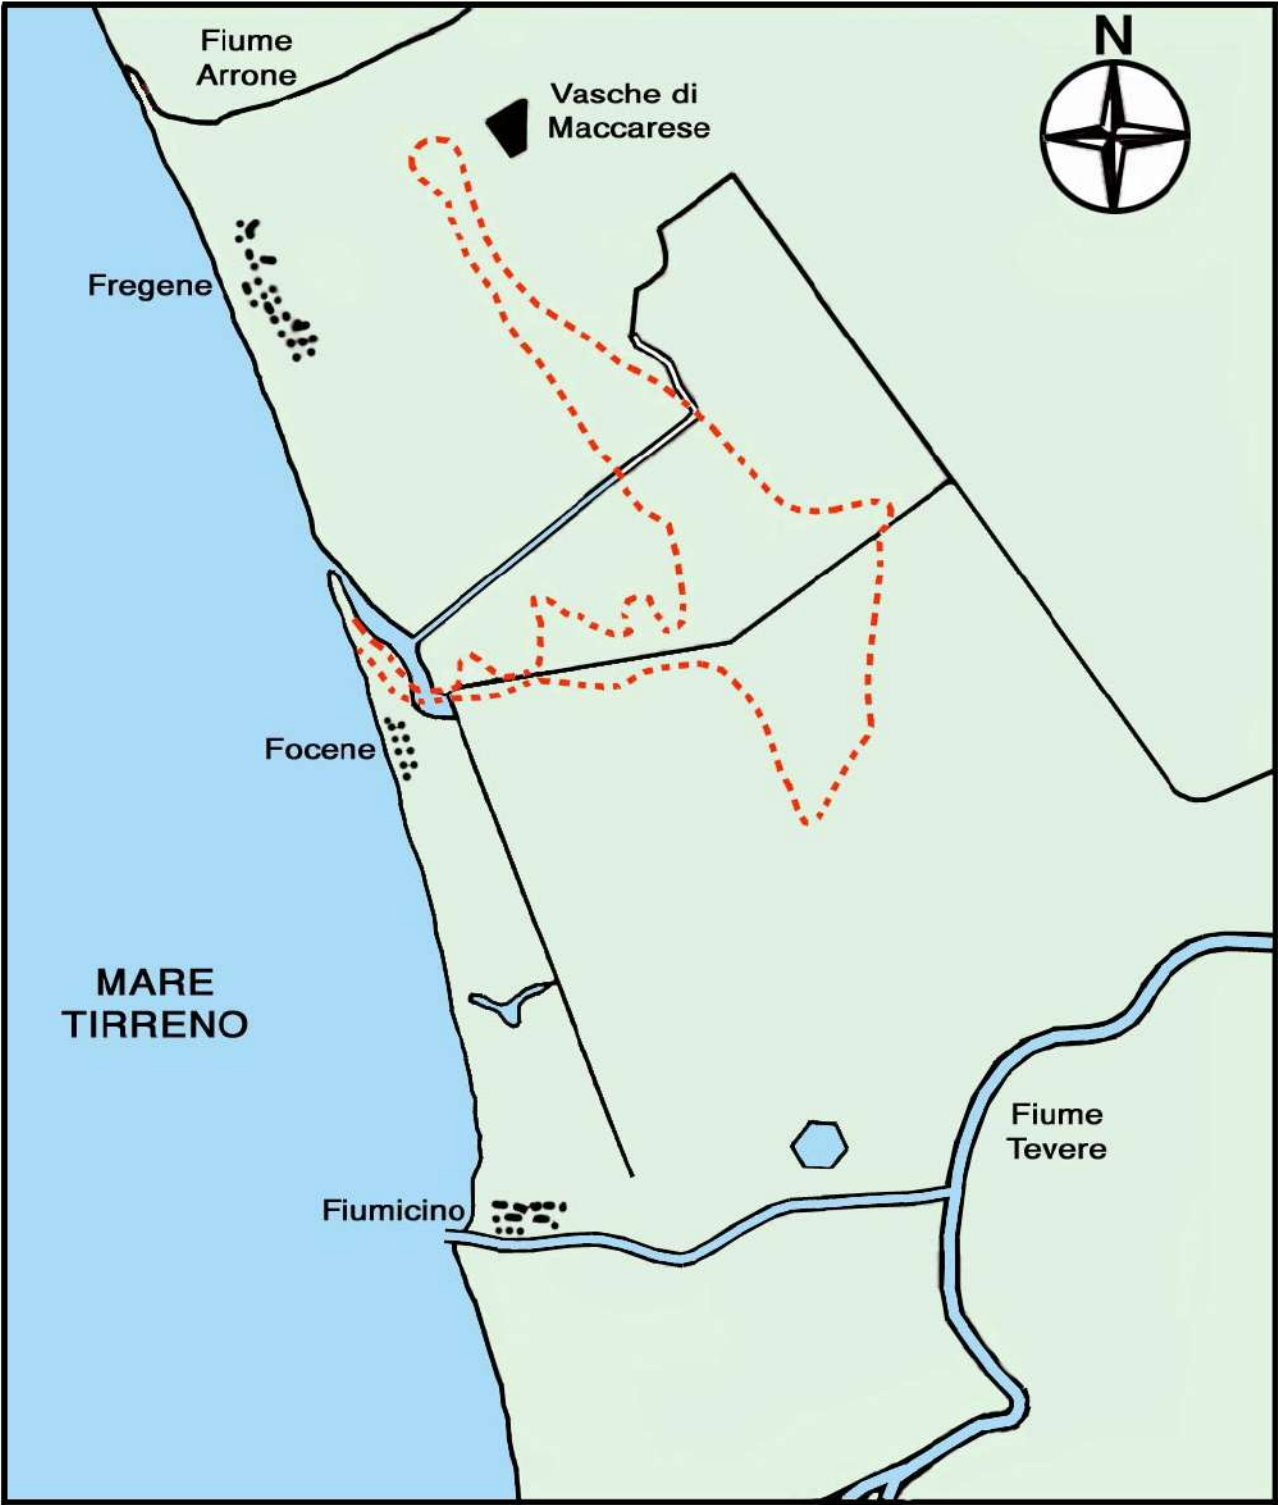 N
Fiume
Arrone
Vasche di
Maccarese
Fregene
Focene
MARE
TIRRENO
Fiume
Tevere
Fiumicino